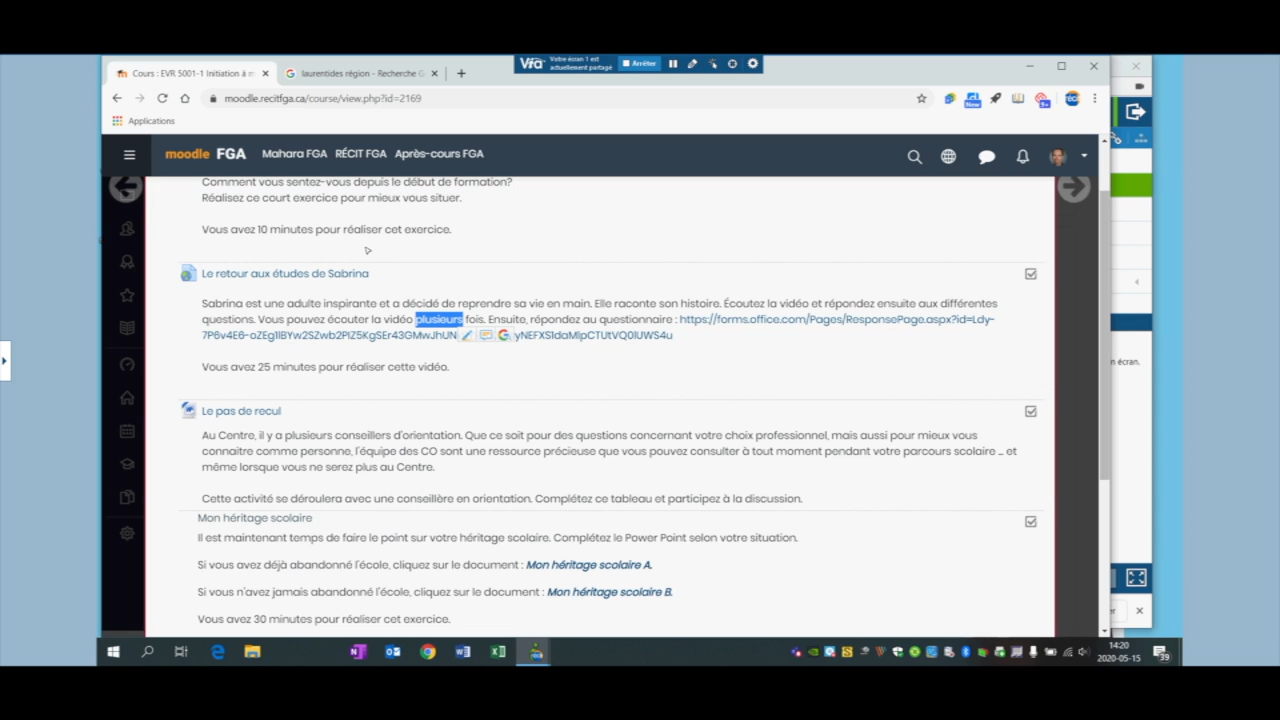 Cours : EVR 5001-1 Initiation à m
laurentides région - Recherche G
Via
Votre écran 1 est
actuellement partagé
Arrêter
moodle.recitfga.ca/course/view.php?id=2169
New
9+
Applications
moodle FGA
Mahara FGA
RÉCIT FGA
Après-cours FGA
Comment vous sentez-vous depuis le début de formation?
Réalisez ce court exercice pour mieux vous situer.
Vous avez 10 minutes pour réaliser cet exercice.
Le retour aux études de Sabrina
Sabrina est une adulte inspirante et a décidé de reprendre sa vie en main. Elle raconte son histoire. Écoutez la vidéo et répondez ensuite aux différentes
questions. Vous pouvez écouter la vidéo plusieurs fois. Ensuite, répondez au questionnaire : https://forms.office.com/Pages/ResponsePage.aspx?id=Ldy-
yNEFXS1daMlpCTUtVQ0lUWS4u
Vous avez 25 minutes pour réaliser cette vidéo.
écran.
Le pas de recul
Au Centre, il y a plusieurs conseillers d'orientation. Que ce soit pour des questions concernant votre choix professionnel, mais aussi pour mieux vous
connaitre comme personne, l'équipe des CO sont une ressource précieuse que vous pouvez consulter à tout moment pendant votre parcours scolaire ... et
même lorsque vous ne serez plus au Centre.
Cette activité se déroulera avec une conseillère en orientation. Complétez ce tableau et participez à la discussion.
Mon héritage scolaire
Il est maintenant temps de faire le point sur votre héritage scolaire. Complétez le Power Point selon votre situation.
Si vous avez déjà abandonné l'école, cliquez sur le document : Mon héritage scolaire A.
Si vous n'avez jamais abandonné l'école, cliquez sur le document : Mon héritage scolaire B.
er
Vous avez 30 minutes pour réaliser cet exercice.
14:20
2020-05-15
39